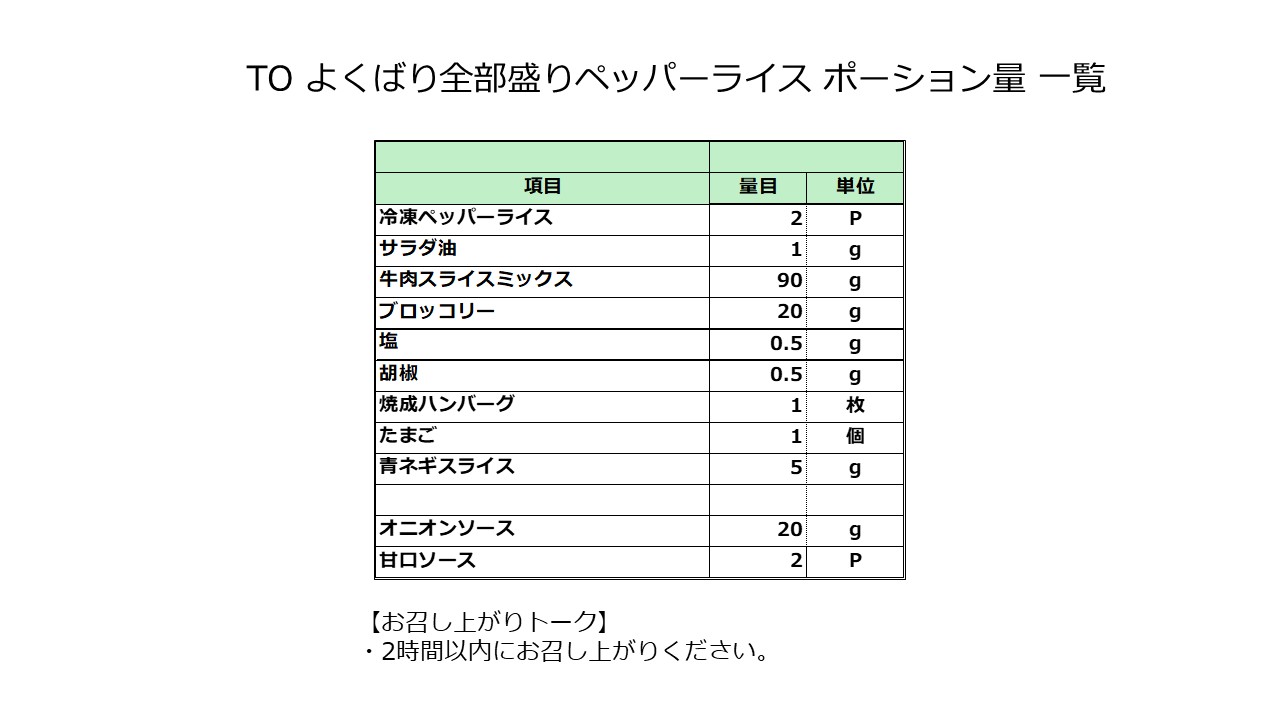 TO よくばり全部盛りペッパーライス ポーション量 一覧
項目 量目 単位
冷凍ペッパーライス 2 P
サラダ油 1 g
牛肉スライスミックス 90 g
ブロッコリー 20 g
塩 0.5 g
胡椒 0.5 g
焼成ハンバーグ 1 枚
たまご 1 個
青ネギスライス 5 g
オニオンソース 20 g
甘口ソース 2 P
【お召し上がりトーク】
・2時間以内にお召し上がりください。